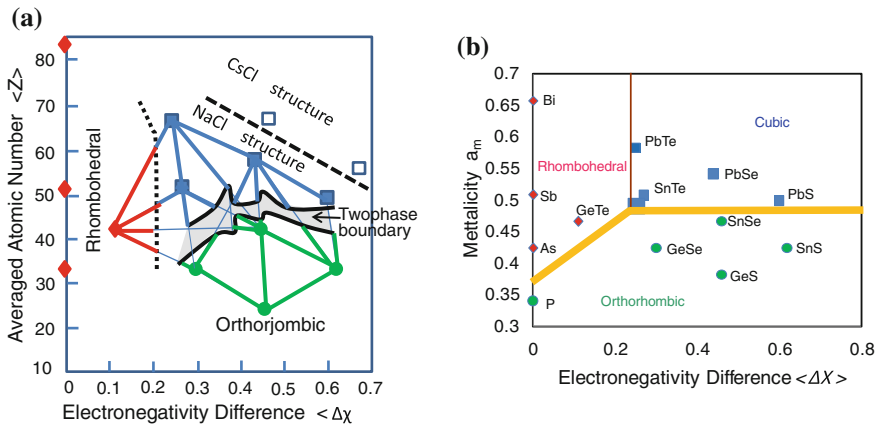 (a)
Averaged Atomic Number <Z>
80
70
60
50
40
30
20
10
Rhombohedral
CsCl structure
NaCl structure
Twophase
boundary
Orthorjombic
0 0.1 0.2 0.3 0.4 0.5 0.6 0.7
Electronegativity Difference <Δχ
(b)
Mettalicity a_m
0.7
0.65
0.6
0.55
0.5
0.45
0.4
0.35
0.3
Bi
Sb
As
P
Rhombohedral
Cubic
PbTe
PbSe
SnTe
PbS
GeTe
SnSe
GeSe
SnS
GeS
Orthorhombic
0 0.2 0.4 0.6 0.8
Electronegativity Difference <ΔX>